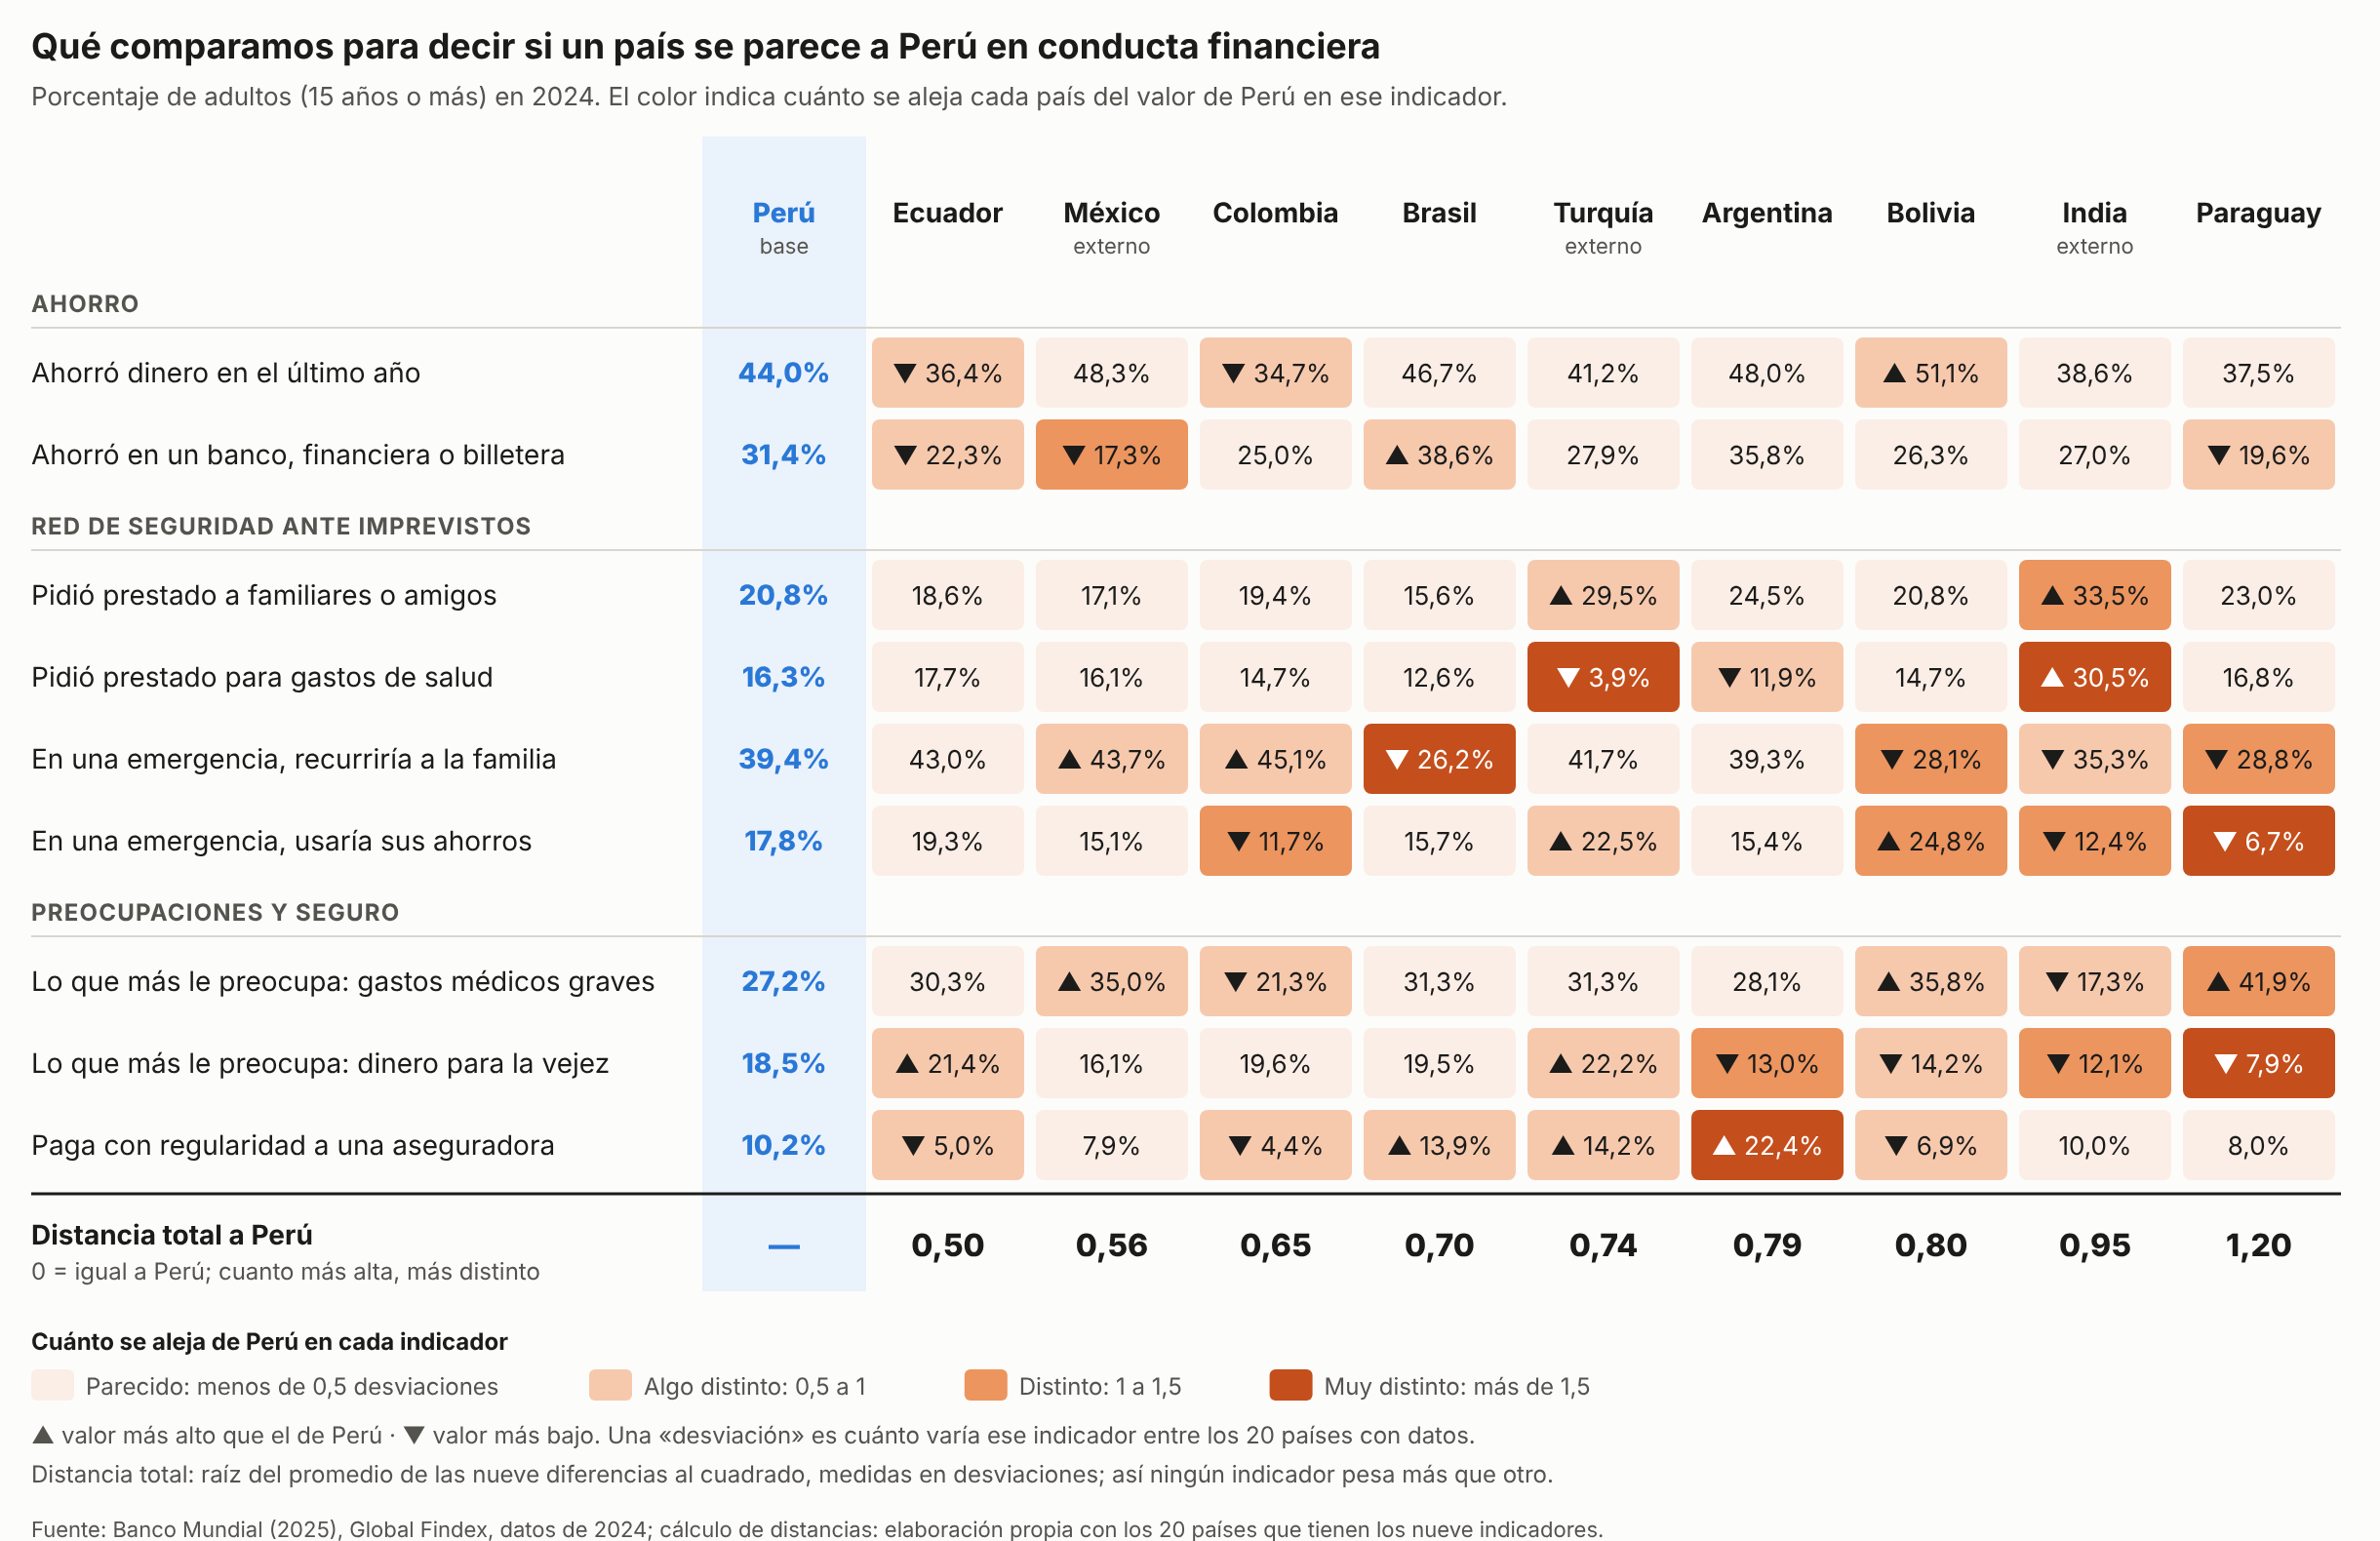 Qué comparamos para decir si un país se parece a Perú en conducta financiera
Porcentaje de adultos (15 años o más) en 2024. El color indica cuánto se aleja cada país del valor de Perú en ese indicador.
Perú Ecuador México Colombia Brasil Turquía Argentina Bolivia India Paraguay
base externo externo externo
AHORRO
Ahorró dinero en el último año 44,0% ▼ 36,4% 48,3% ▼ 34,7% 46,7% 41,2% 48,0% ▲ 51,1% 38,6% 37,5%
Ahorró en un banco, financiera o billetera 31,4% ▼ 22,3% ▼ 17,3% 25,0% ▲ 38,6% 27,9% 35,8% 26,3% 27,0% ▼ 19,6%
RED DE SEGURIDAD ANTE IMPREVISTOS
Pidió prestado a familiares o amigos 20,8% 18,6% 17,1% 19,4% 15,6% ▲ 29,5% 24,5% 20,8% ▲ 33,5% 23,0%
Pidió prestado para gastos de salud 16,3% 17,7% 16,1% 14,7% 12,6% ▼ 3,9% ▼ 11,9% 14,7% ▲ 30,5% 16,8%
En una emergencia, recurriría a la familia 39,4% 43,0% ▲ 43,7% ▲ 45,1% ▼ 26,2% 41,7% 39,3% ▼ 28,1% ▼ 35,3% ▼ 28,8%
En una emergencia, usaría sus ahorros 17,8% 19,3% 15,1% ▼ 11,7% 15,7% ▲ 22,5% 15,4% ▲ 24,8% ▼ 12,4% ▼ 6,7%
PREOCUPACIONES Y SEGURO
Lo que más le preocupa: gastos médicos graves 27,2% 30,3% ▲ 35,0% ▼ 21,3% 31,3% 31,3% 28,1% ▲ 35,8% ▼ 17,3% ▲ 41,9%
Lo que más le preocupa: dinero para la vejez 18,5% ▲ 21,4% 16,1% 19,6% 19,5% ▲ 22,2% ▼ 13,0% ▼ 14,2% ▼ 12,1% ▼ 7,9%
Paga con regularidad a una aseguradora 10,2% ▼ 5,0% 7,9% ▼ 4,4% ▲ 13,9% ▲ 14,2% ▲ 22,4% ▼ 6,9% 10,0% 8,0%
Distancia total a Perú — 0,50 0,56 0,65 0,70 0,74 0,79 0,80 0,95 1,20
0 = igual a Perú; cuanto más alta, más distinto
Cuánto se aleja de Perú en cada indicador
Parecido: menos de 0,5 desviaciones Algo distinto: 0,5 a 1 Distinto: 1 a 1,5 Muy distinto: más de 1,5
▲ valor más alto que el de Perú · ▼ valor más bajo. Una «desviación» es cuánto varía ese indicador entre los 20 países con datos.
Distancia total: raíz del promedio de las nueve diferencias al cuadrado, medidas en desviaciones; así ningún indicador pesa más que otro.
Fuente: Banco Mundial (2025), Global Findex, datos de 2024; cálculo de distancias: elaboración propia con los 20 países que tienen los nueve indicadores.